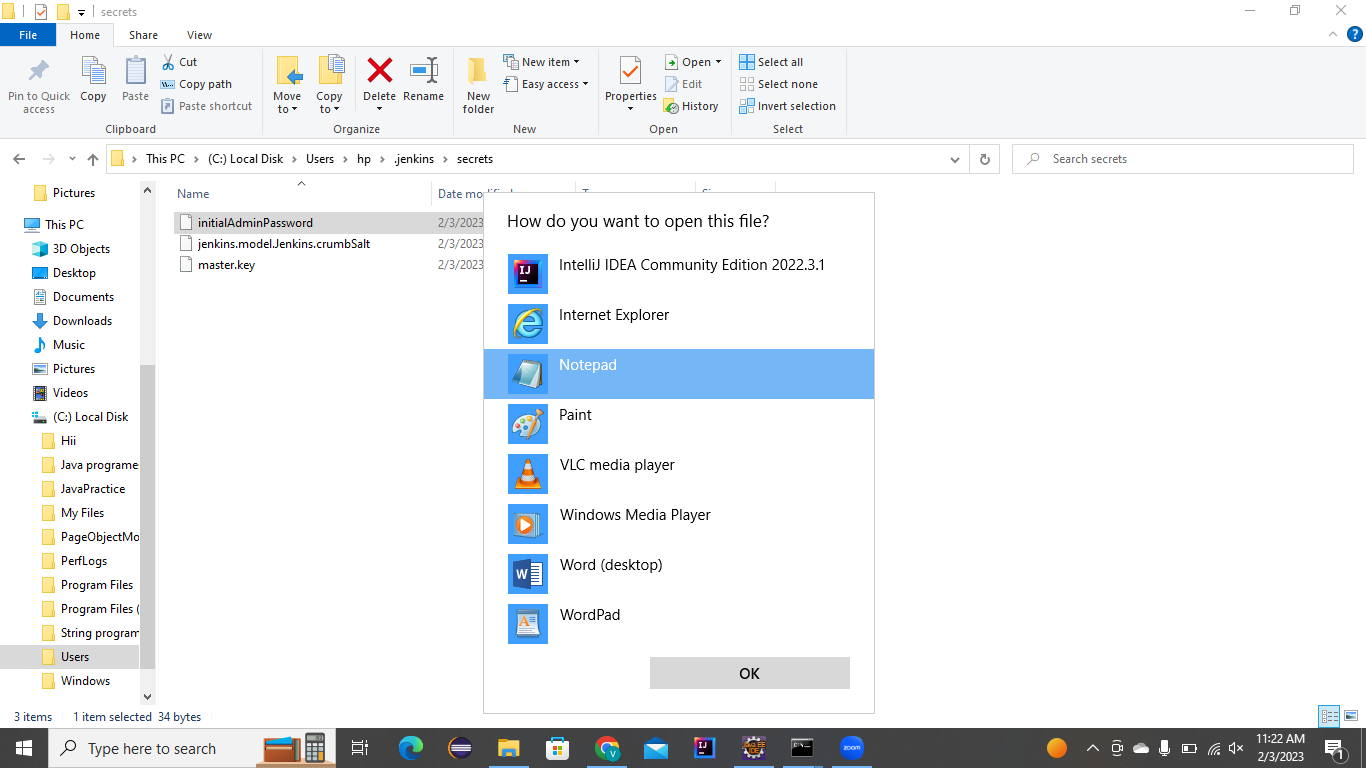 secrets
File Home Share View
Pin to Quick access
Copy
Paste
Cut
Copy path
Paste shortcut
Clipboard
Move to
Copy to
Delete
Rename
Organize
New folder
New item
Easy access
New
Properties
Open
Edit
History
Open
Select all
Select none
Invert selection
Select
This PC > (C:) Local Disk > Users > hp > .jenkins > secrets
Search secrets
Pictures
This PC
3D Objects
Desktop
Documents
Downloads
Music
Pictures
Videos
(C:) Local Disk
Hii
Java programe
JavaPractice
My Files
PageObjectMo
PerfLogs
Program Files
Program Files (
String program
Users
Windows
Name Date modified
initialAdminPassword 2/3/2023
jenkins.model.Jenkins.crumbSalt 2/3/2023
master.key 2/3/2023
How do you want to open this file?
IntelliJ IDEA Community Edition 2022.3.1
Internet Explorer
Notepad
Paint
VLC media player
Windows Media Player
Word (desktop)
WordPad
OK
3 items 1 item selected 34 bytes
Type here to search
zoom
11:22 AM
2/3/2023
1